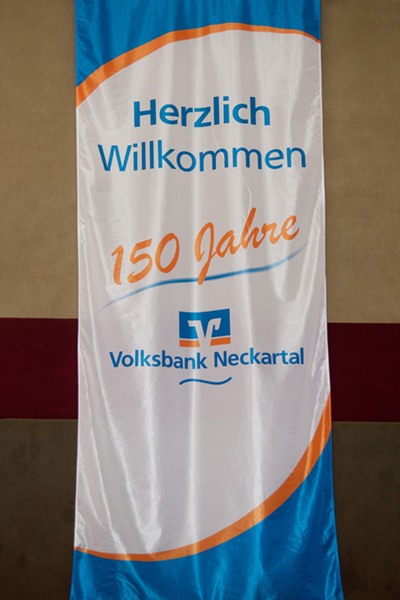 Herzlich
Willkommen
150 Jahre
Volksbank Neckartal